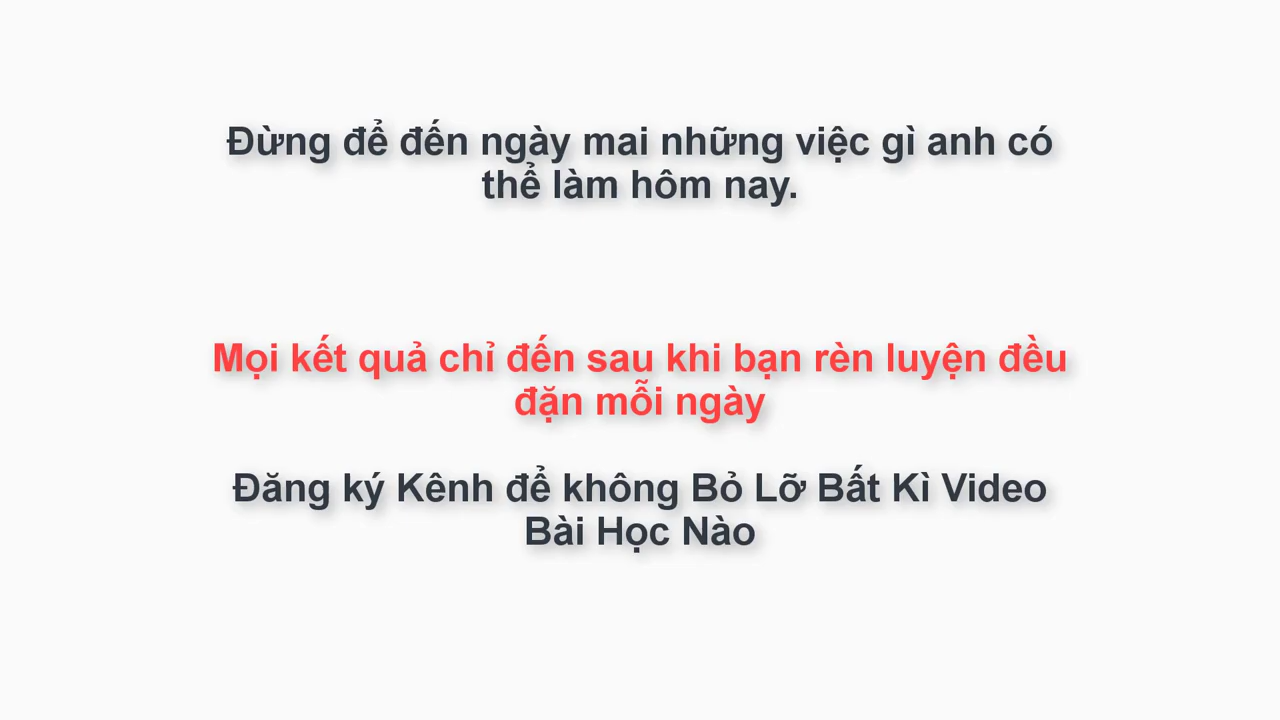 Đừng để đến ngày mai những việc gì anh có
thể làm hôm nay.
Mọi kết quả chỉ đến sau khi bạn rèn luyện đều
đặn mỗi ngày
Đăng ký Kênh để không Bỏ Lỡ Bất Kì Video
Bài Học Nào